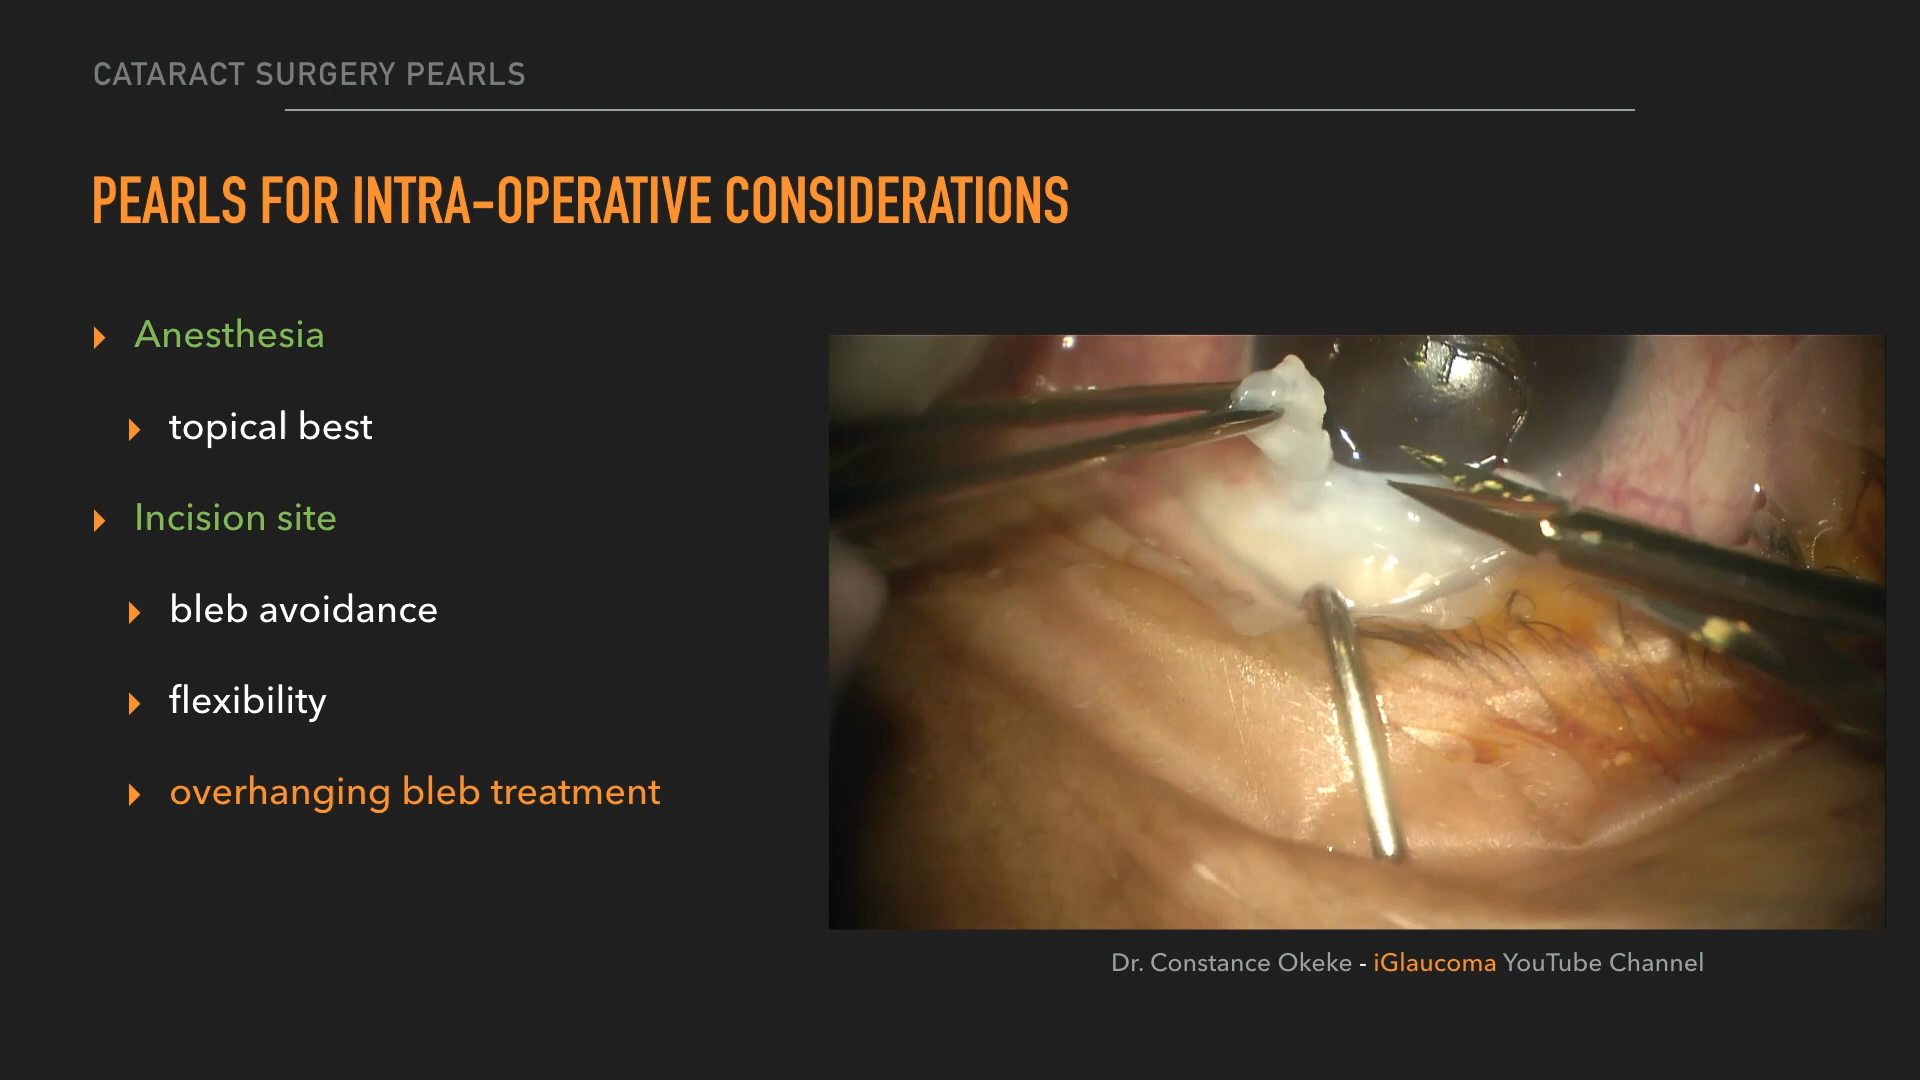 CATARACT SURGERY PEARLS
PEARLS FOR INTRA-OPERATIVE CONSIDERATIONS
Anesthesia
topical best
Incision site
bleb avoidance
flexibility
overhanging bleb treatment
Dr. Constance Okeke - iGlaucoma YouTube Channel